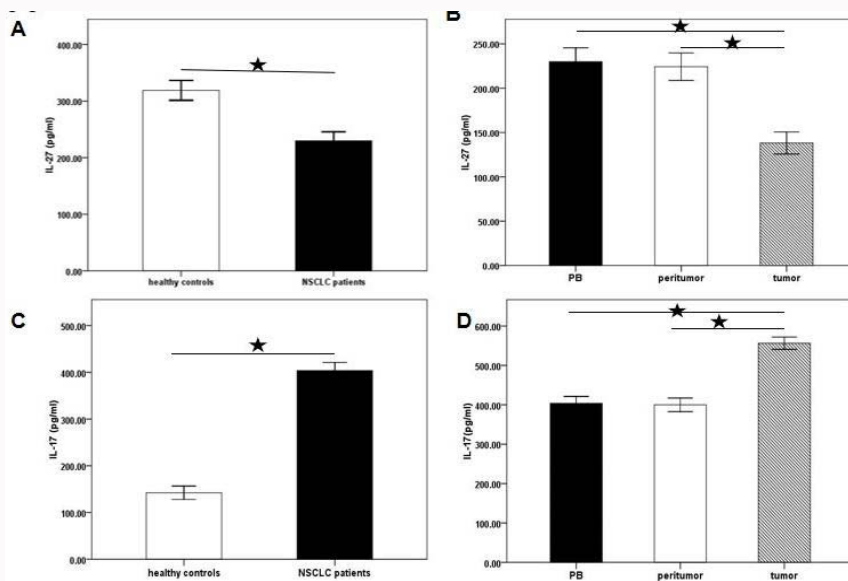 A
IL-27 (pg/ml)
400.00
300.00
200.00
100.00
0.00
healthy controls
NSCLC patients
B
IL-27 (pg/ml)
250.00
200.00
150.00
100.00
50.00
0.00
PB
peritumor
tumor
C
IL-17 (pg/ml)
500.00
400.00
300.00
200.00
100.00
0.00
healthy controls
NSCLC patients
D
IL-17 (pg/ml)
600.00
500.00
400.00
300.00
200.00
100.00
0.00
PB
peritumor
tumor